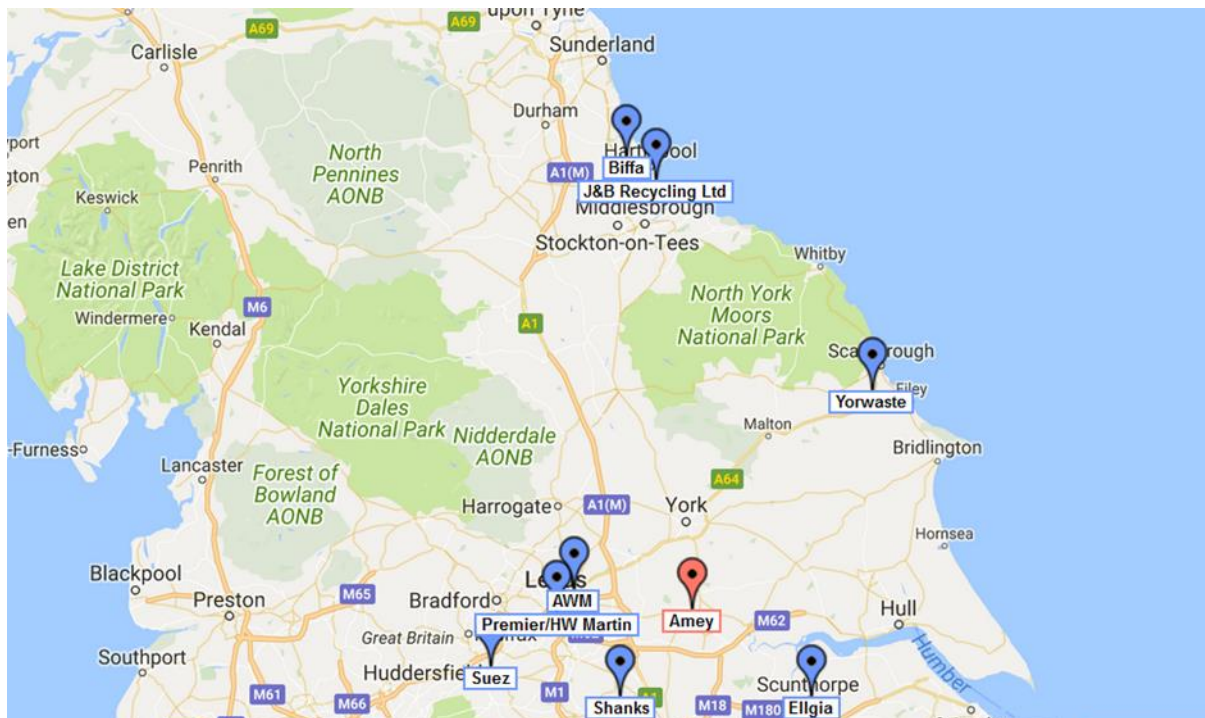 A69
A69
upon Tyne
Carlisle
Sunderland
Durham
North
Pennines
AONB
Penrith
A1(M)
Biffa
J&B Recycling Ltd
Keswick
Middlesbrough
Stockton-on-Tees
Lake District
National Park
Windermere
Kendal
M6
Whitby
North York
Moors
National Park
A1
Yorkshire
Dales
National Park
Nidderdale
AONB
Filey
Yorwaste
Malton
Bridlington
-Furness
Lancaster
Forest of
Bowland
AONB
Harrogate
A1(M)
A64
York
Hornsea
Blackpool
Preston
M65
Bradford
AWM
Premier/HW Martin
Amey
M62
Hull
Great Britain
Southport
Huddersfield
Suez
Humber
M61
M66
M1
Shanks
A1
M18
M180
Scunthorpe
Ellgia